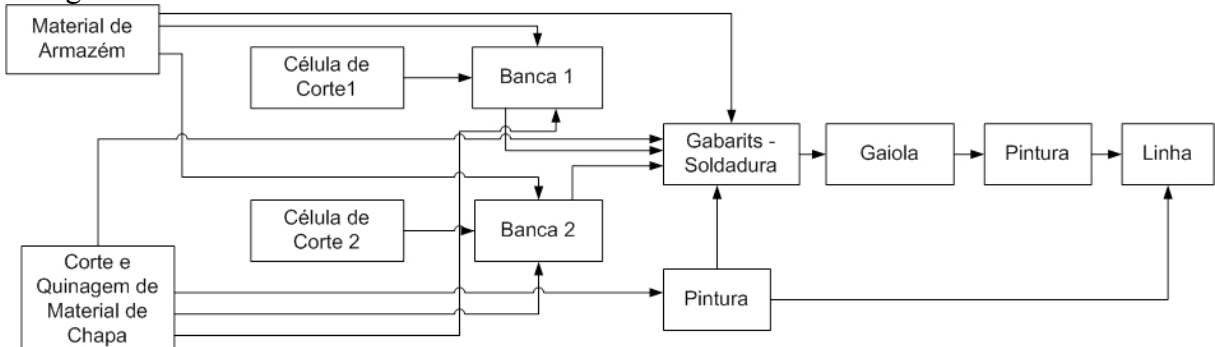 Material de
Armazém
Célula de
Corte1
Banca 1
Gabarits -
Soldadura
Gaiola
Pintura
Linha
Célula de
Corte 2
Banca 2
Corte e
Quinagem de
Material de
Chapa
Pintura